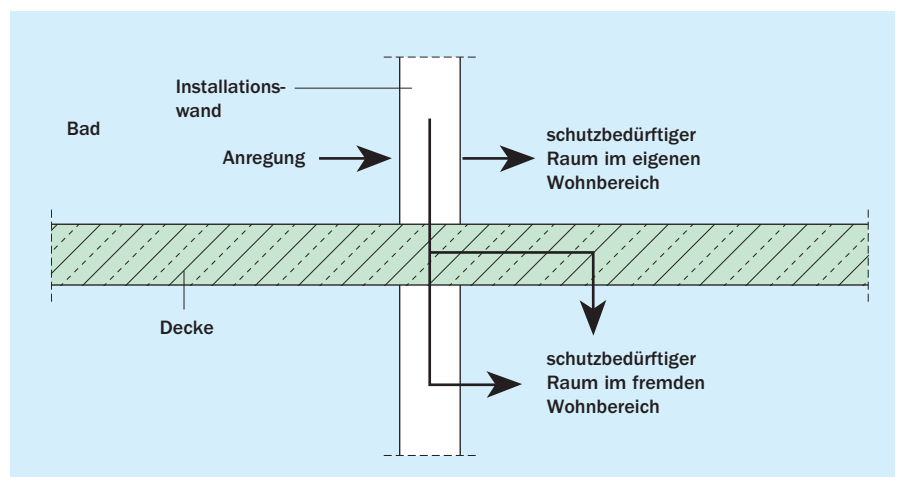 Installations-
wand
Bad
Anregung
schutzbedürftiger
Raum im eigenen
Wohnbereich
Decke
schutzbedürftiger
Raum im fremden
Wohnbereich